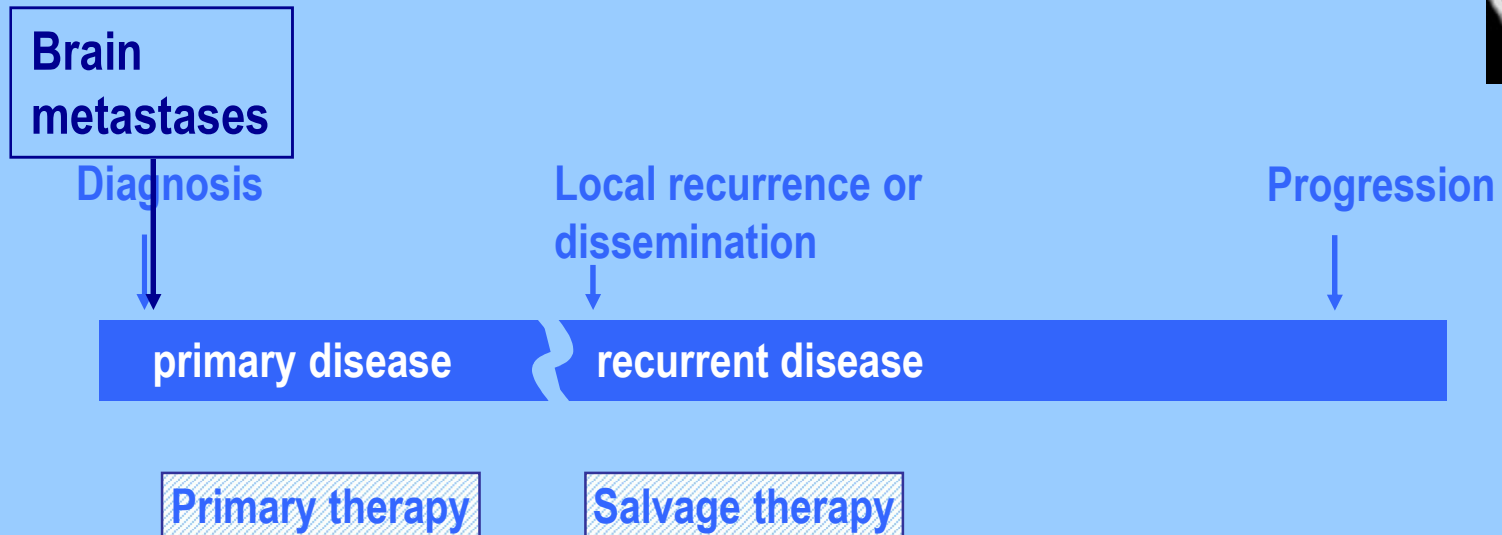 Brain
metastases
Diagnosis
Local recurrence or
dissemination
Progression
primary disease
recurrent disease
Primary therapy
Salvage therapy